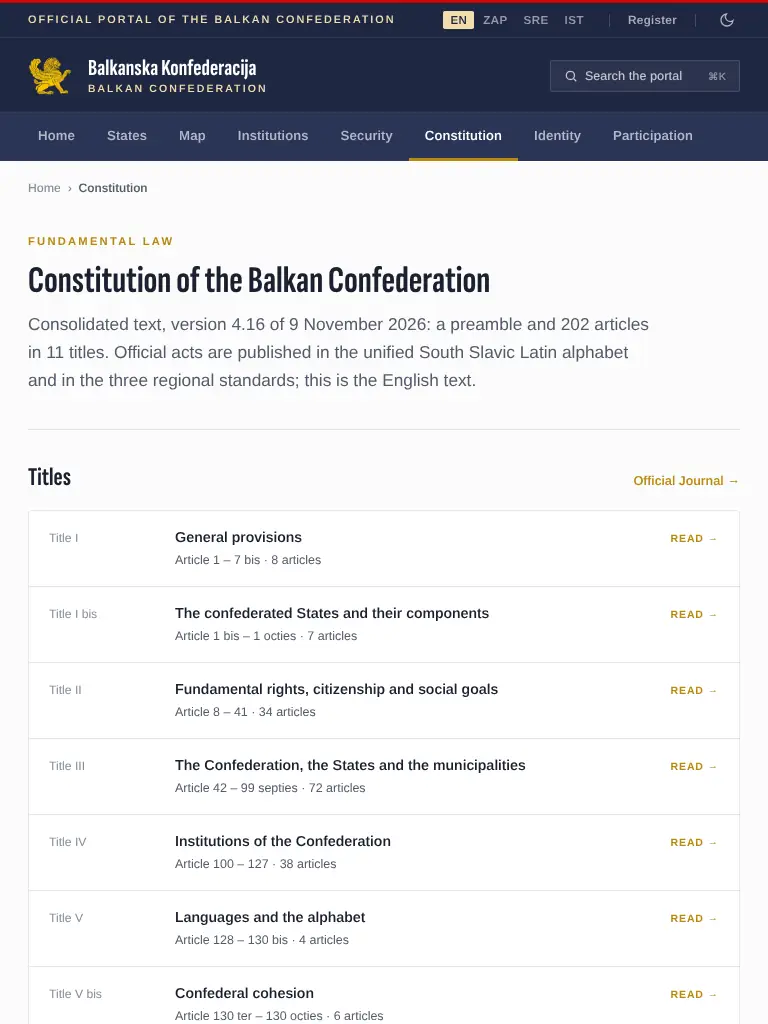 OFFICIAL PORTAL OF THE BALKAN CONFEDERATION
EN ZAP SRE IST Register
Balkanska Konfederacija
BALKAN CONFEDERATION
Search the portal ⌘K
Home States Map Institutions Security Constitution Identity Participation
Home › Constitution
FUNDAMENTAL LAW
Constitution of the Balkan Confederation
Consolidated text, version 4.16 of 9 November 2026: a preamble and 202 articles
in 11 titles. Official acts are published in the unified South Slavic Latin alphabet
and in the three regional standards; this is the English text.
Titles
Official Journal →
Title I General provisions READ →
Article 1 – 7 bis · 8 articles
Title I bis The confederated States and their components READ →
Article 1 bis – 1 octies · 7 articles
Title II Fundamental rights, citizenship and social goals READ →
Article 8 – 41 · 34 articles
Title III The Confederation, the States and the municipalities READ →
Article 42 – 99 septies · 72 articles
Title IV Institutions of the Confederation READ →
Article 100 – 127 · 38 articles
Title V Languages and the alphabet READ →
Article 128 – 130 bis · 4 articles
Title V bis Confederal cohesion READ →
Article 130 ter – 130 octies · 6 articles